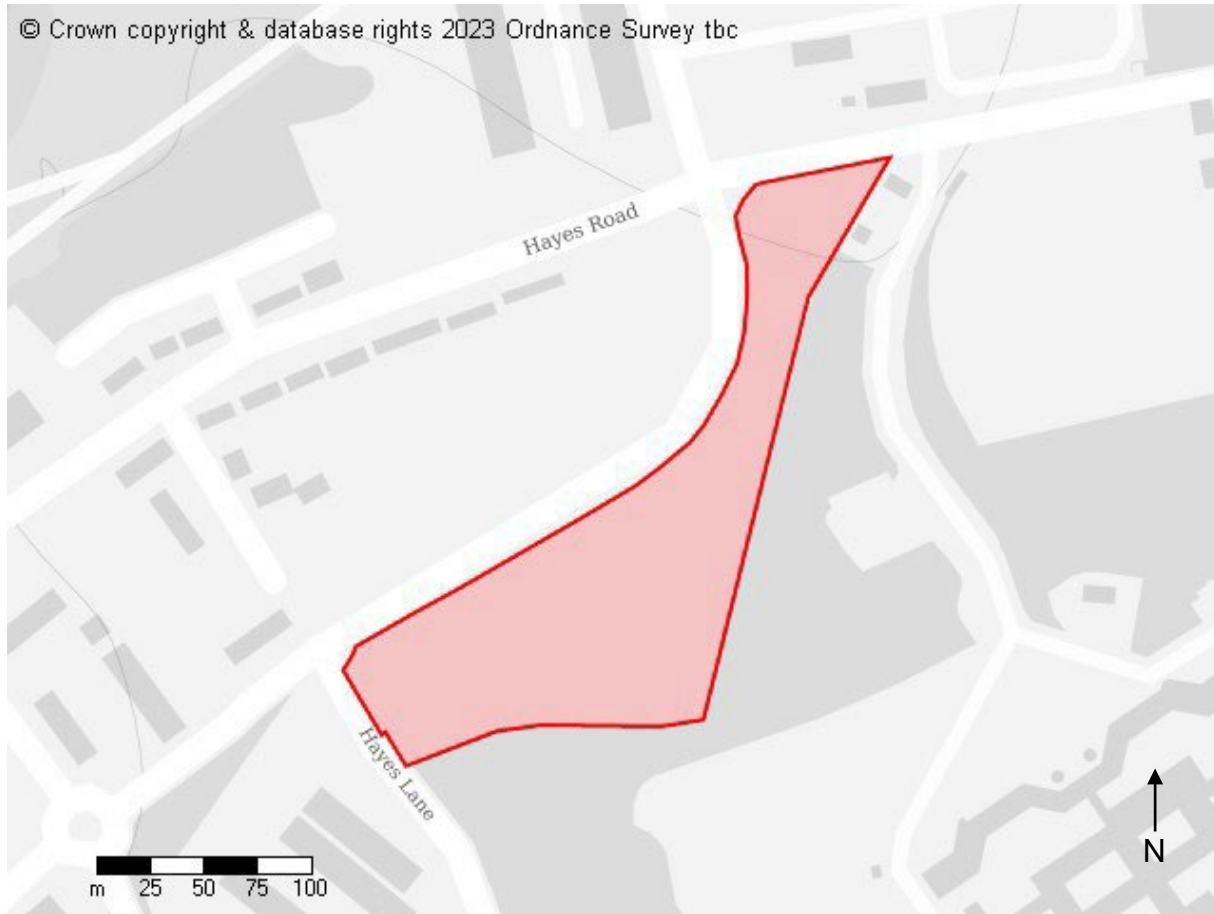 © Crown copyright & database rights 2023 Ordnance Survey tbc
Hayes Road
Hayes Lane
N
m 25 50 75 100